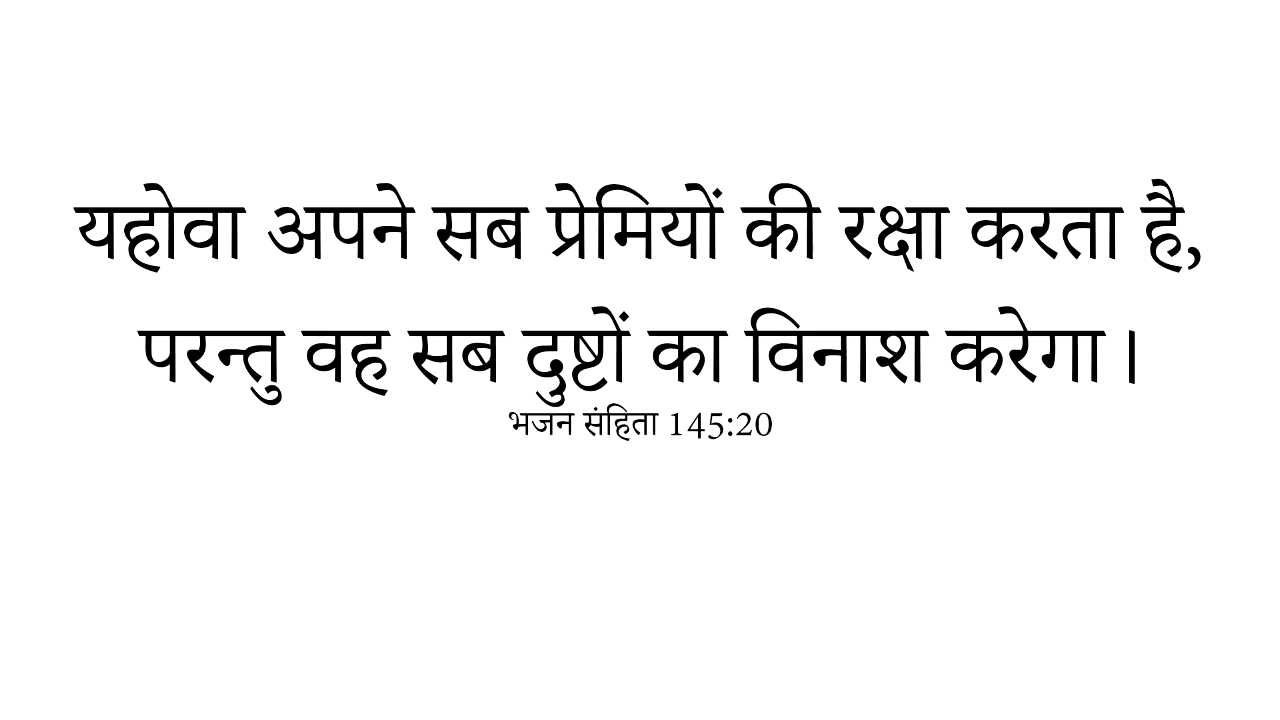 यहोवा अपने सब प्रेमियों की रक्षा करता है,
परन्तु वह सब दुष्टों का विनाश करेगा।
भजन संहिता 145:20